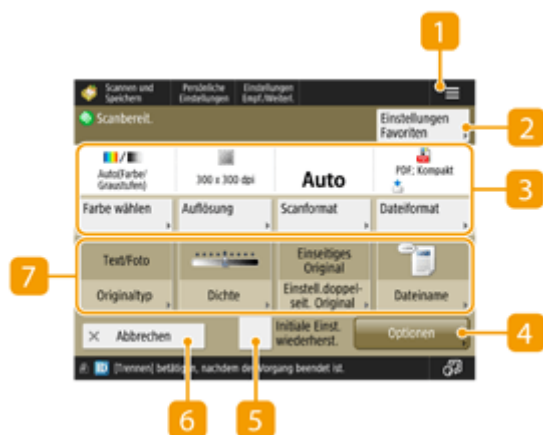 1
Scannen und Speichern
Persönliche Einstellungen
Einstellungen Empf./Weiterl.
Scanbereit.
Einstellungen Favoriten
2
Auto(Farbe/
Graustufen)
300 x 300 dpi
Auto
PDF; Kompakt
3
Farbe wählen
Auflösung
Scanformat
Dateiformat
7
Text/Foto
Einseitiges
Original
Originaltyp
Dichte
Einstell.doppel-
seit. Original
Dateiname
Abbrechen
Initiale Einst.
wiederherst.
Optionen
4
ID
[Trennen] betätigen, nachdem der Vorgang beendet ist.
6
5